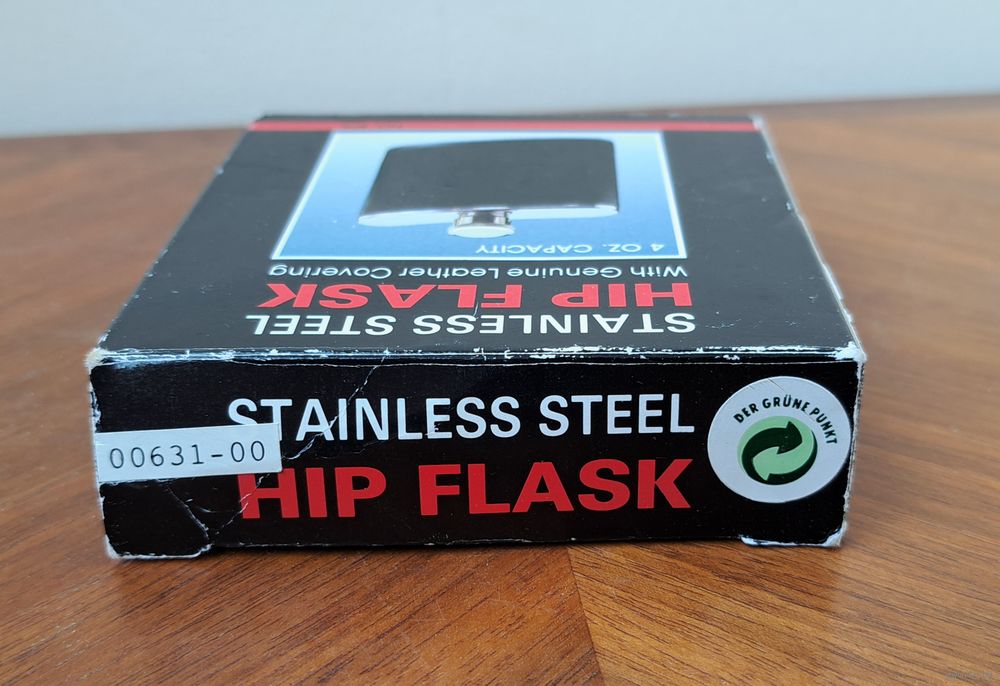 4 OZ. CAPACITY
With Genuine Leather Covering
HIP FLASK
STAINLESS STEEL
STAINLESS STEEL
HIP FLASK
00631-00
DER GRÜNE PUNKT